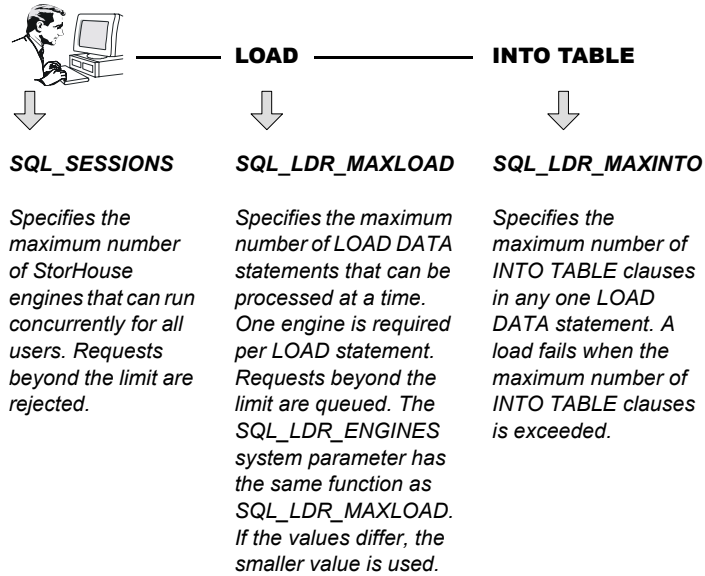 LOAD
INTO TABLE
SQL_SESSIONS
Specifies the
maximum number
of StorHouse
engines that can run
concurrently for all
users. Requests
beyond the limit are
rejected.
SQL_LDR_MAXLOAD
Specifies the maximum
number of LOAD DATA
statements that can be
processed at a time.
One engine is required
per LOAD statement.
Requests beyond the
limit are queued. The
SQL_LDR_ENGINES
system parameter has
the same function as
SQL_LDR_MAXLOAD.
If the values differ, the
smaller value is used.
SQL_LDR_MAXINTO
Specifies the
maximum number of
INTO TABLE clauses
in any one LOAD
DATA statement. A
load fails when the
maximum number of
INTO TABLE clauses
is exceeded.